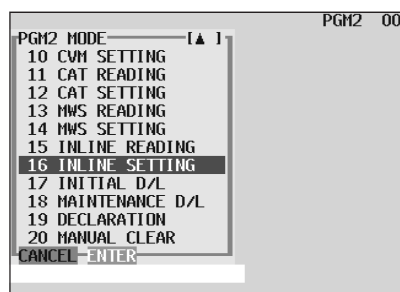 PGM2 00
PGM2 MODE [▲ ]
10 CVM SETTING
11 CAT READING
12 CAT SETTING
13 MWS READING
14 MWS SETTING
15 INLINE READING
16 INLINE SETTING
17 INITIAL D/L
18 MAINTENANCE D/L
19 DECLARATION
20 MANUAL CLEAR
CANCEL ENTER